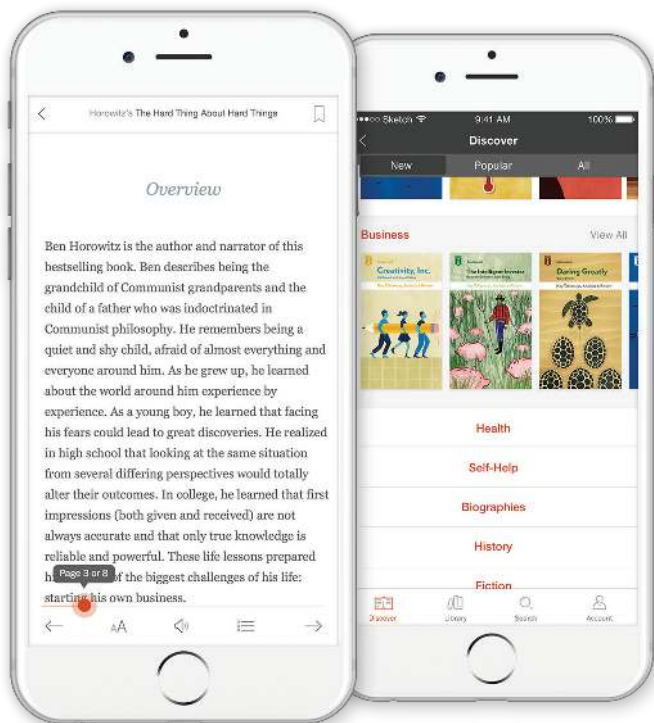 Horowitz's The Hard Thing About Hard Things
Overview
Ben Horowitz is the author and narrator of this
bestselling book. Ben describes being the
grandchild of Communist grandparents and the
child of a father who was indoctrinated in
Communist philosophy. He remembers being a
quiet and shy child, afraid of almost everything and
everyone around him. As he grew up, he learned
about the world around him experience by
experience. As a young boy, he learned that facing
his fears could lead to great discoveries. He realized
in high school that looking at the same situation
from several differing perspectives would totally
alter their outcomes. In college, he learned that first
impressions (both given and received) are not
always accurate and that only true knowledge is
reliable and powerful. These life lessons prepared
of the biggest challenges of his life:
Page 3 or 8
starting his own business.
AA
Sketch 9:41 AM 100%
Discover
New Popular All
Business View All
Creativity, Inc.
The Intelligent Investor
Daring Greatly
Health
Self-Help
Biographies
History
Fiction
Discover Library Search Account